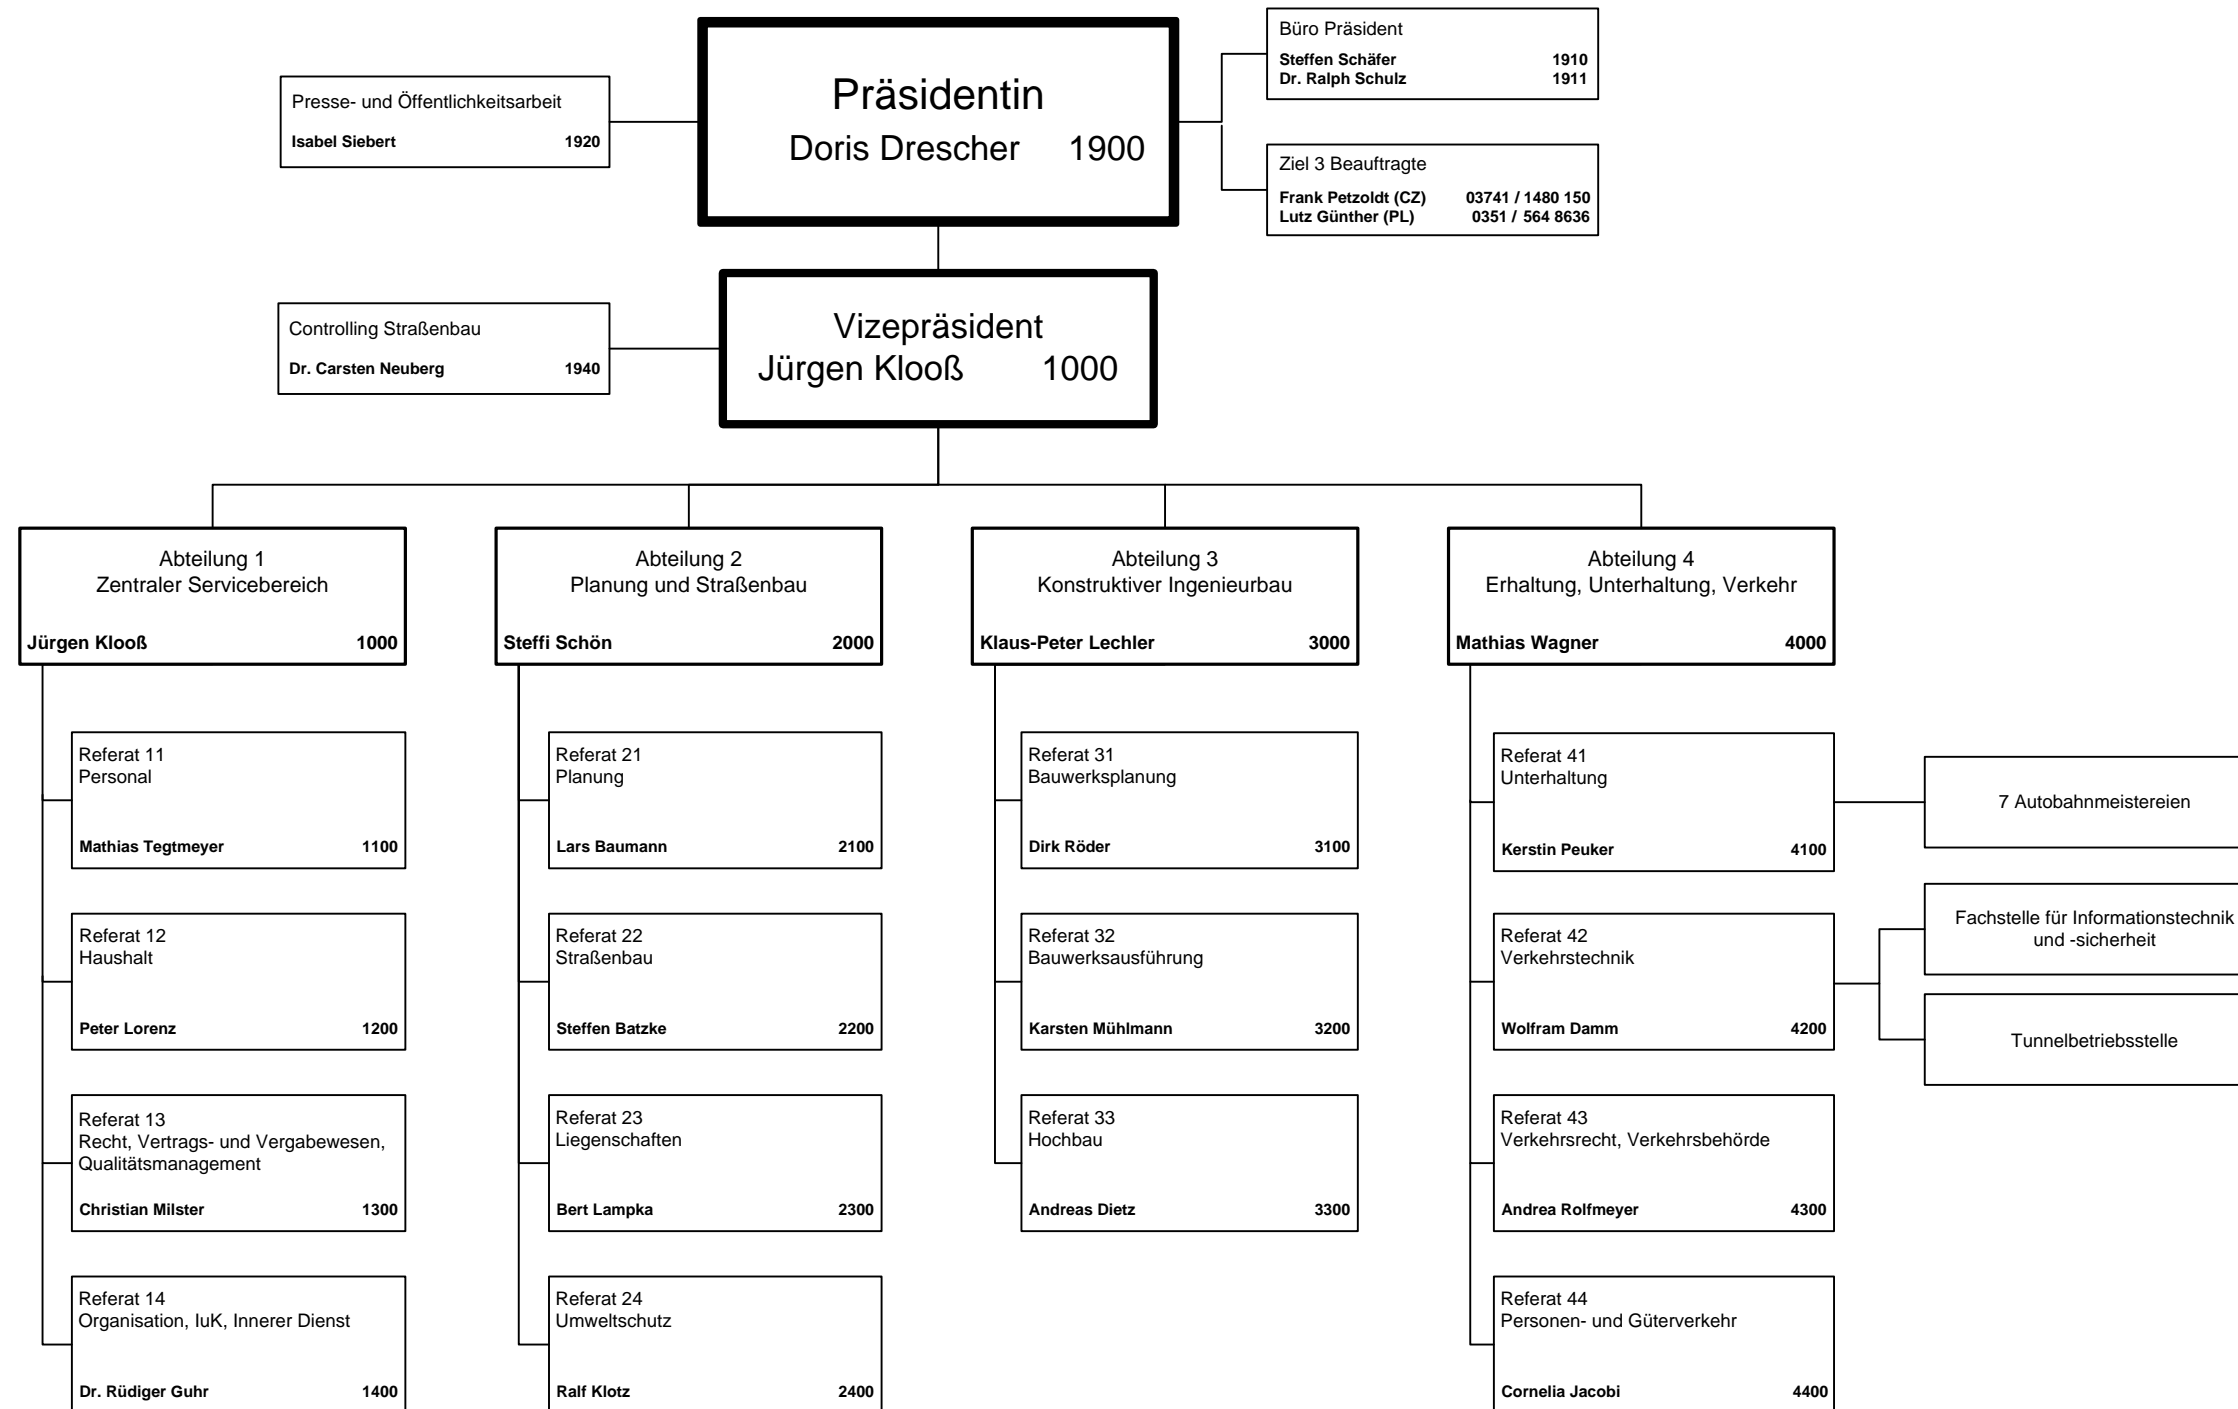 Büro Präsident
Steffen Schäfer 1910
Dr. Ralph Schulz 1911
Presse- und Öffentlichkeitsarbeit
Isabel Siebert 1920
Präsidentin
Doris Drescher 1900
Ziel 3 Beauftragte
Frank Petzoldt (CZ) 03741 / 1480 150
Lutz Günther (PL) 0351 / 564 8636
Controlling Straßenbau
Dr. Carsten Neuberg 1940
Vizepräsident
Jürgen Klooß 1000
Abteilung 1
Zentraler Servicebereich
Jürgen Klooß 1000
Referat 11
Personal
Mathias Tegtmeyer 1100
Referat 12
Haushalt
Peter Lorenz 1200
Referat 13
Recht, Vertrags- und Vergabewesen,
Qualitätsmanagement
Christian Milster 1300
Referat 14
Organisation, IuK, Innerer Dienst
Dr. Rüdiger Guhr 1400
Abteilung 2
Planung und Straßenbau
Steffi Schön 2000
Referat 21
Planung
Lars Baumann 2100
Referat 22
Straßenbau
Steffen Batzke 2200
Referat 23
Liegenschaften
Bert Lampka 2300
Referat 24
Umweltschutz
Ralf Klotz 2400
Abteilung 3
Konstruktiver Ingenieurbau
Klaus-Peter Lechler 3000
Referat 31
Bauwerksplanung
Dirk Röder 3100
Referat 32
Bauwerksausführung
Karsten Mühlmann 3200
Referat 33
Hochbau
Andreas Dietz 3300
Abteilung 4
Erhaltung, Unterhaltung, Verkehr
Mathias Wagner 4000
Referat 41
Unterhaltung
Kerstin Peuker 4100
Referat 42
Verkehrstechnik
Wolfram Damm 4200
Referat 43
Verkehrsrecht, Verkehrsbehörde
Andrea Rolfmeyer 4300
Referat 44
Personen- und Güterverkehr
Cornelia Jacobi 4400
7 Autobahnmeistereien
Fachstelle für Informationstechnik
und -sicherheit
Tunnelbetriebsstelle